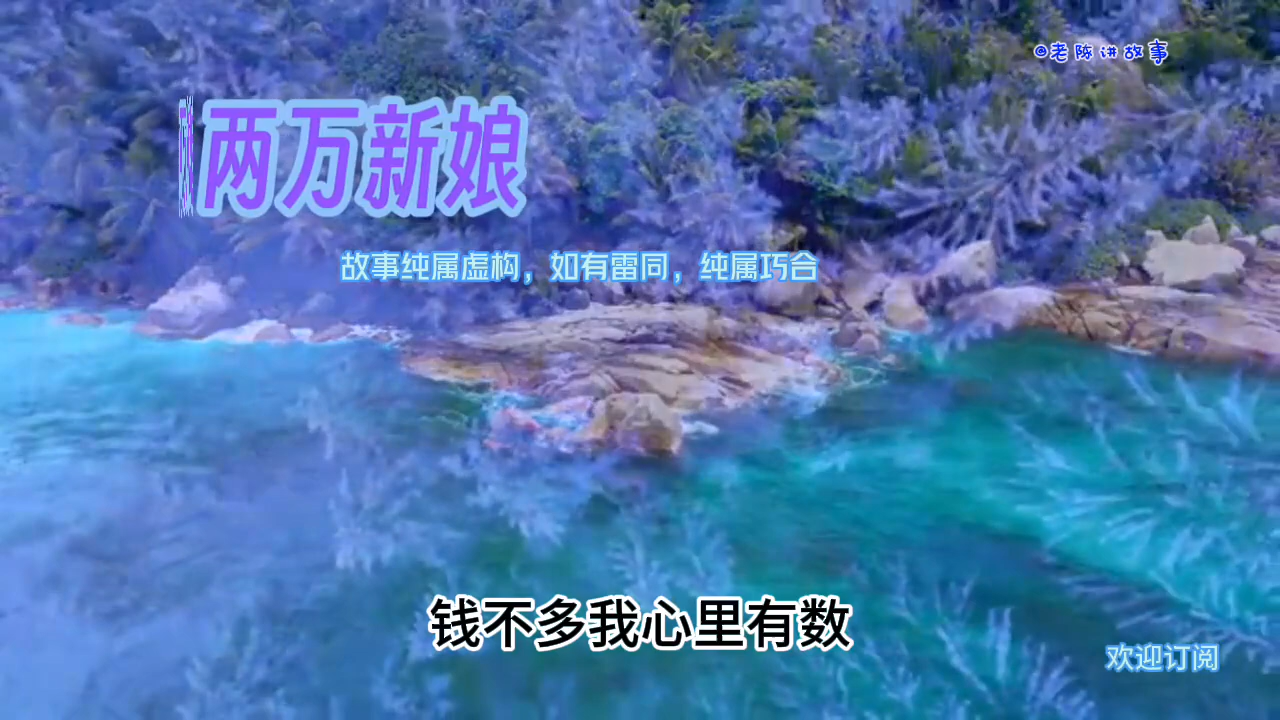 @老陈讲故事
两万新娘
故事纯属虚构，如有雷同，纯属巧合
钱不多我心里有数
欢迎订阅